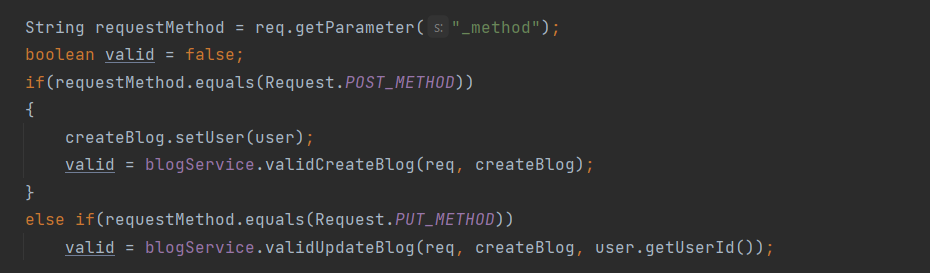 String requestMethod = req.getParameter( s: "_method");
boolean valid = false;
if(requestMethod.equals(Request.POST_METHOD))
{
createBlog.setUser(user);
valid = blogService.validCreateBlog(req, createBlog);
}
else if(requestMethod.equals(Request.PUT_METHOD))
valid = blogService.validUpdateBlog(req, createBlog, user.getUserId());